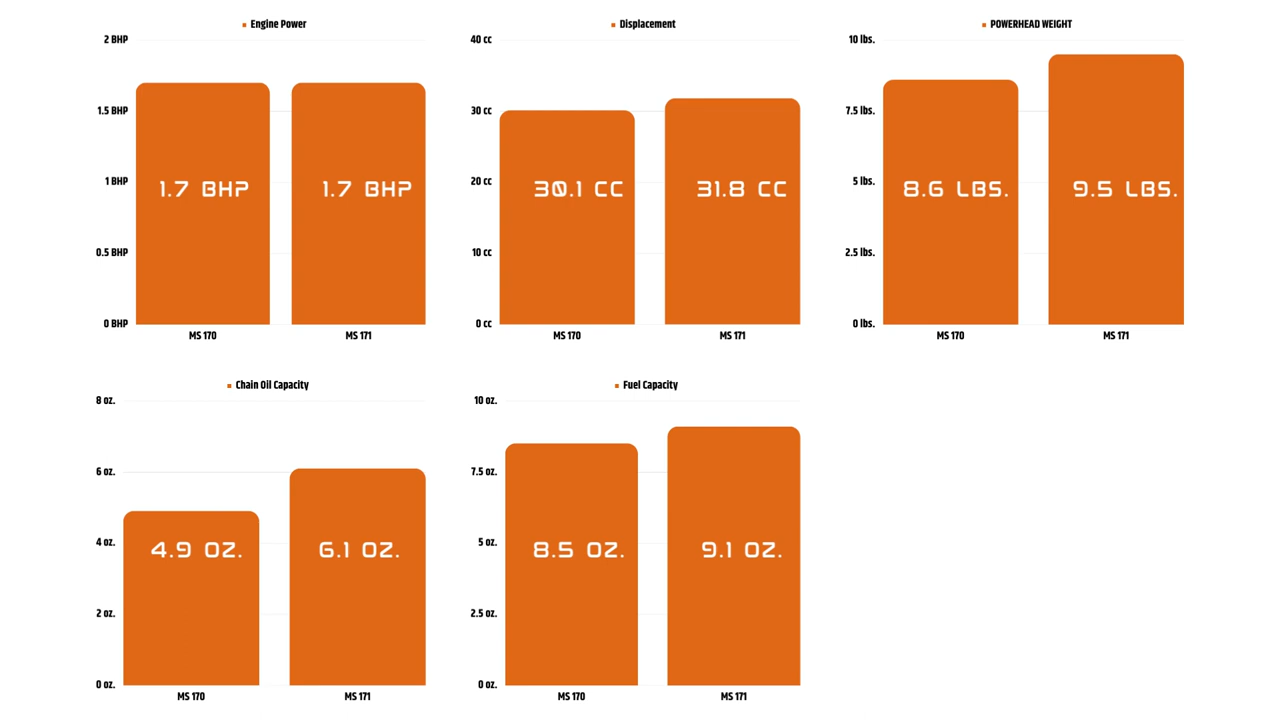 Engine Power
2 BHP
1.5 BHP
1 BHP
0.5 BHP
0 BHP
1.7 BHP
1.7 BHP
MS 170
MS 171
Displacement
40 cc
30 cc
20 cc
10 cc
0 cc
30.1 CC
31.8 CC
MS 170
MS 171
POWERHEAD WEIGHT
10 lbs.
7.5 lbs.
5 lbs.
2.5 lbs.
0 lbs.
8.6 LBS.
9.5 LBS.
MS 170
MS 171
Chain Oil Capacity
8 oz.
6 oz.
4 oz.
2 oz.
0 oz.
4.9 OZ.
6.1 OZ.
MS 170
MS 171
Fuel Capacity
10 oz.
7.5 oz.
5 oz.
2.5 oz.
0 oz.
8.5 OZ.
9.1 OZ.
MS 170
MS 171